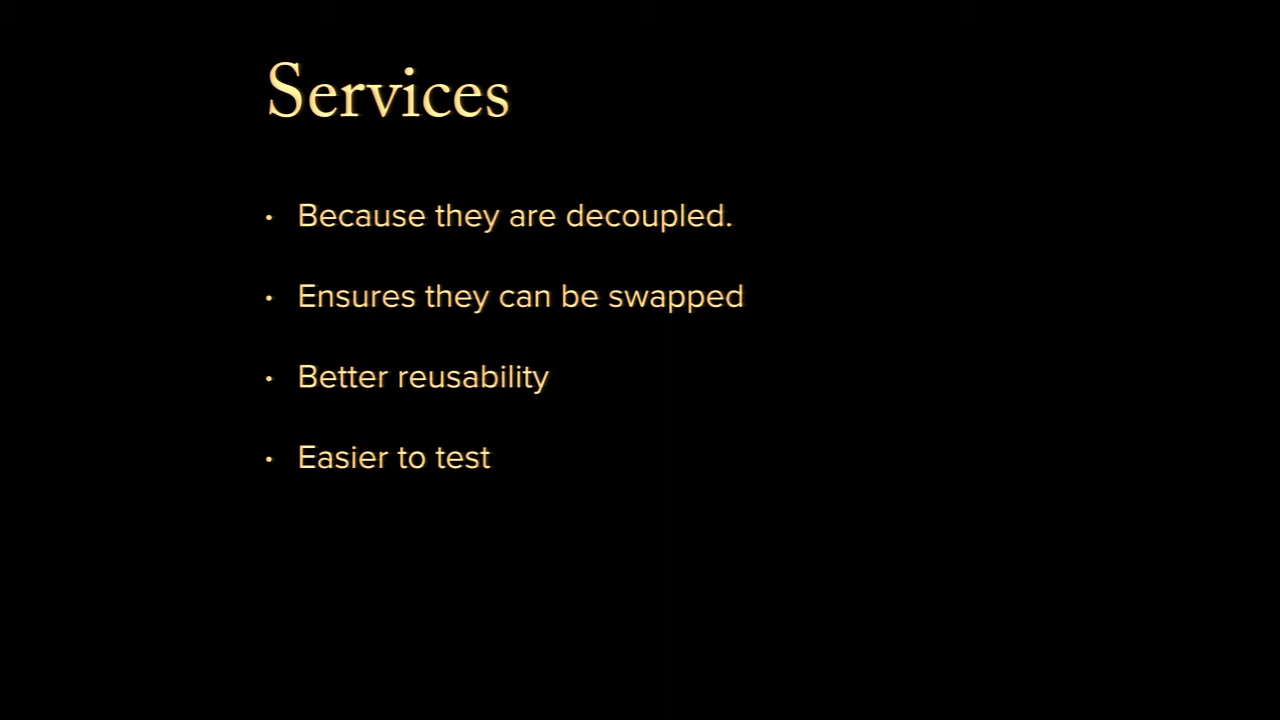 Services
• Because they are decoupled.
• Ensures they can be swapped
• Better reusability
• Easier to test